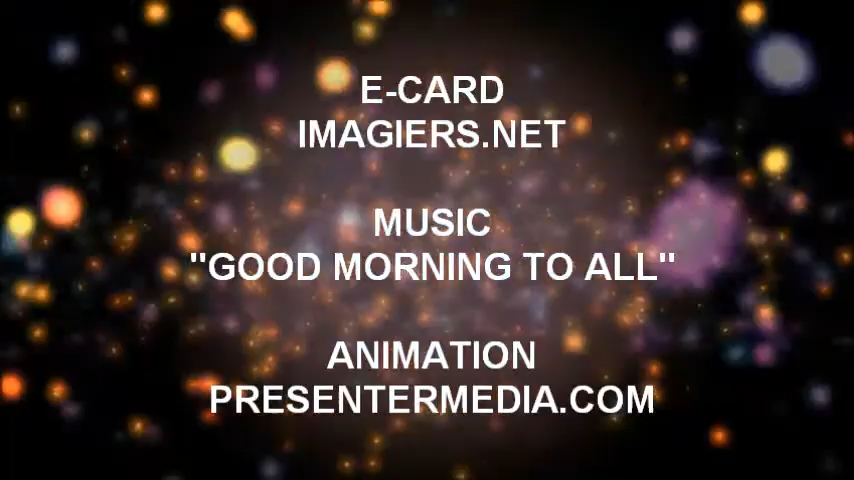 E-CARD
IMAGIERS.NET
MUSIC
"GOOD MORNING TO ALL"
ANIMATION
PRESENTERMEDIA.COM